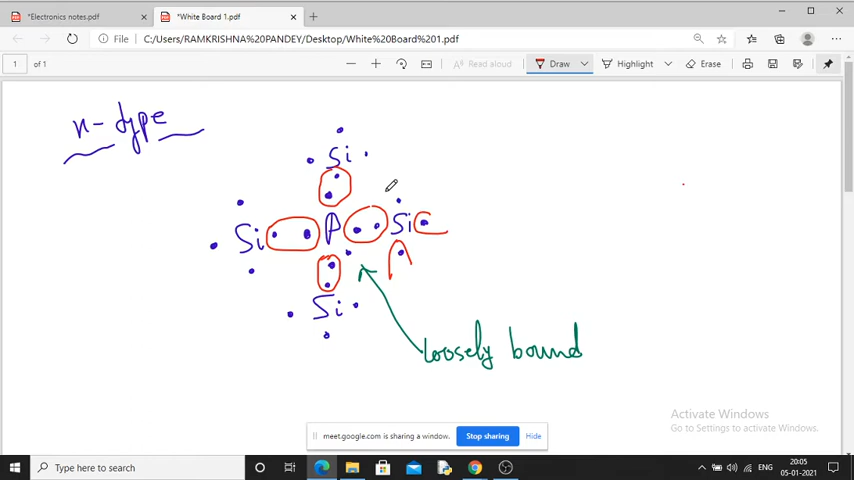 *Electronics notes.pdf
*White Board 1.pdf
File C:/Users/RAMKRISHNA%20PANDEY/Desktop/White%20Board%201.pdf
1 of 1
Read aloud
Draw
Highlight
Erase
n-type
Si
Si P Si
Si
loosely bound
Activate Windows
Go to Settings to activate Windows.
meet.google.com is sharing a window.
Stop sharing
Hide
Type here to search
ENG
20:05
05-01-2021